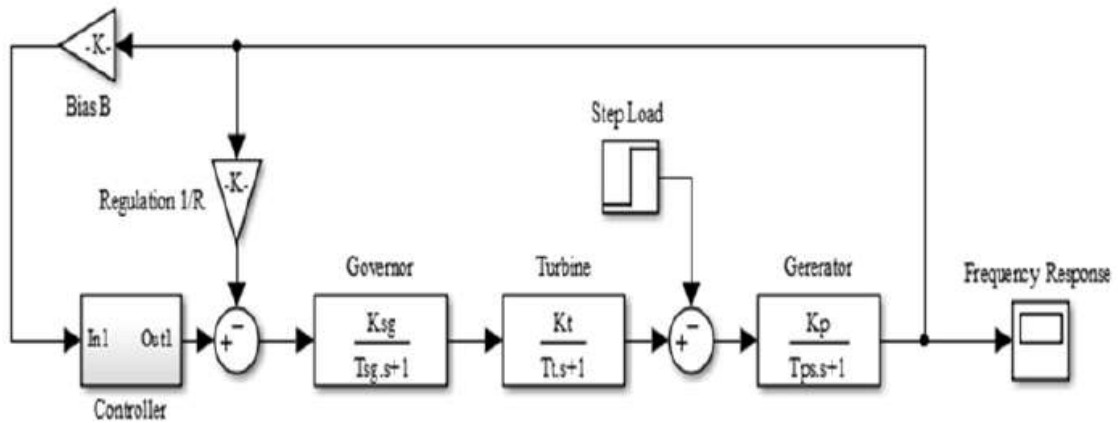 -K-
Bias B
Step Load
-K-
Regulation 1/R
Governor
Turbine
Gererator
Frequency Response
In1 Out1
+ −
Ksg
Tsg.s+1
Kt
Tt.s+1
+ −
Kp
Tps.s+1
Controller